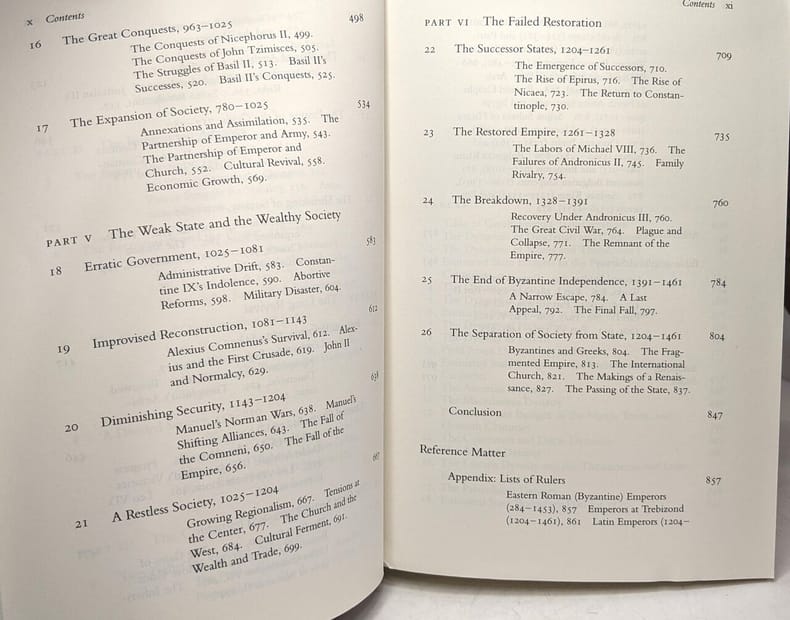 x Contents
16 The Great Conquests, 963–1025 498
The Conquests of Nicephorus II, 499.
The Conquests of John Tzimisces, 505.
The Struggles of Basil II, 513. Basil II's
Successes, 520. Basil II's Conquests, 525.
17 The Expansion of Society, 780–1025 534
Annexations and Assimilation, 535. The
Partnership of Emperor and Army, 543.
The Partnership of Emperor and
Church, 552. Cultural Revival, 558.
Economic Growth, 569.
PART V The Weak State and the Wealthy Society
18 Erratic Government, 1025–1081 583
Administrative Drift, 583. Constan-
tine IX's Indolence, 590. Abortive
Reforms, 598. Military Disaster, 604.
19 Improvised Reconstruction, 1081–1143 612
Alexius Comnenus's Survival, 612. Alex-
ius and the First Crusade, 619. John II
and Normalcy, 629.
20 Diminishing Security, 1143–1204 638
Manuel's Norman Wars, 638. Manuel's
Shifting Alliances, 643. The Fall of
the Comneni, 650. The Fall of the
Empire, 656.
21 A Restless Society, 1025–1204 667
Growing Regionalism, 667. Tensions at
the Center, 677. The Church and the
West, 684. Cultural Ferment, 691.
Wealth and Trade, 699.
Contents xi
PART VI The Failed Restoration
22 The Successor States, 1204–1261 709
The Emergence of Successors, 710.
The Rise of Epirus, 716. The Rise of
Nicaea, 723. The Return to Constan-
tinople, 730.
23 The Restored Empire, 1261–1328 735
The Labors of Michael VIII, 736. The
Failures of Andronicus II, 745. Family
Rivalry, 754.
24 The Breakdown, 1328–1391 760
Recovery Under Andronicus III, 760.
The Great Civil War, 764. Plague and
Collapse, 771. The Remnant of the
Empire, 777.
25 The End of Byzantine Independence, 1391–1461 784
A Narrow Escape, 784. A Last
Appeal, 792. The Final Fall, 797.
26 The Separation of Society from State, 1204–1461 804
Byzantines and Greeks, 804. The Frag-
mented Empire, 813. The International
Church, 821. The Makings of a Renais-
sance, 827. The Passing of the State, 837.
Conclusion 847
Reference Matter
Appendix: Lists of Rulers 857
Eastern Roman (Byzantine) Emperors
(284–1453), 857 Emperors at Trebizond
(1204–1461), 861 Latin Emperors (1204–